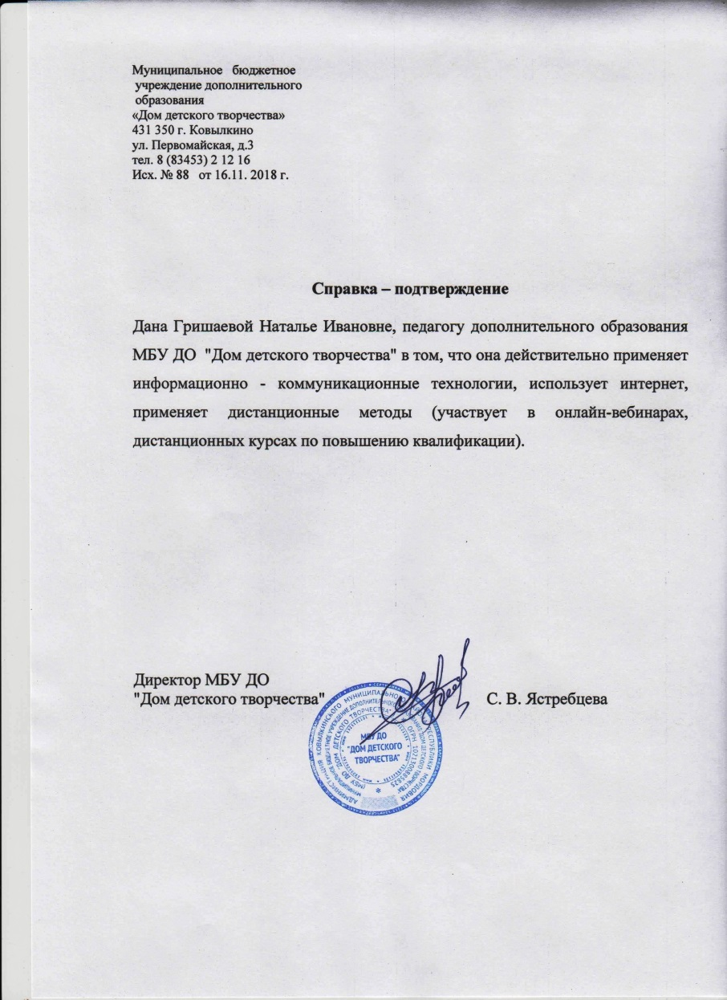 Муниципальное бюджетное
учреждение дополнительного
образования
«Дом детского творчества»
431 350 г. Ковылкино
ул. Первомайская, д.3
тел. 8 (83453) 2 12 16
Исх. № 88 от 16.11. 2018 г.
Справка – подтверждение
Дана Гришаевой Наталье Ивановне, педагогу дополнительного образования
МБУ ДО "Дом детского творчества" в том, что она действительно применяет
информационно - коммуникационные технологии, использует интернет,
применяет дистанционные методы (участвует в онлайн-вебинарах,
дистанционных курсах по повышению квалификации).
Директор МБУ ДО
"Дом детского творчества" С. В. Ястребцева
МБУ ДО
"ДОМ ДЕТСКОГО
ТВОРЧЕСТВА"